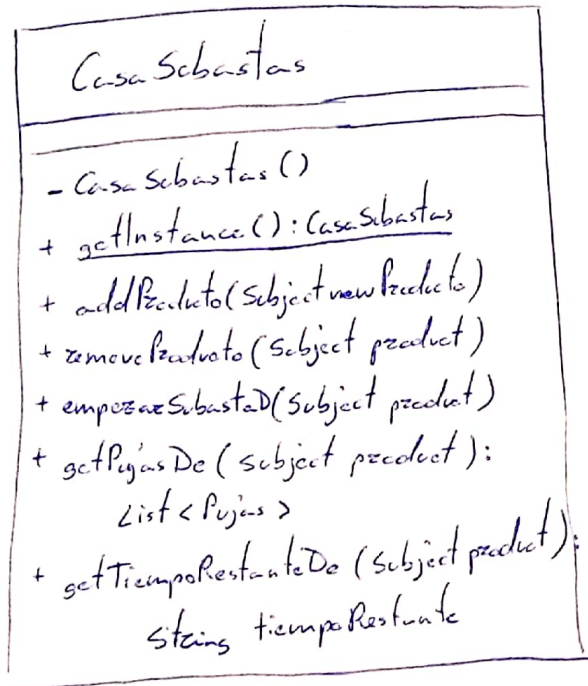 CasaSubastas
- CasaSubastas()
+ getInstance(): CasaSubastas
+ addProducto(Subject newProducto)
+ removeProducto(Subject product)
+ empezarSubastaD(Subject product)
+ getPujasDe(Subject product):
List<Pujas>
+ getTiempoRestanteDe(Subject product):
String tiempoRestante